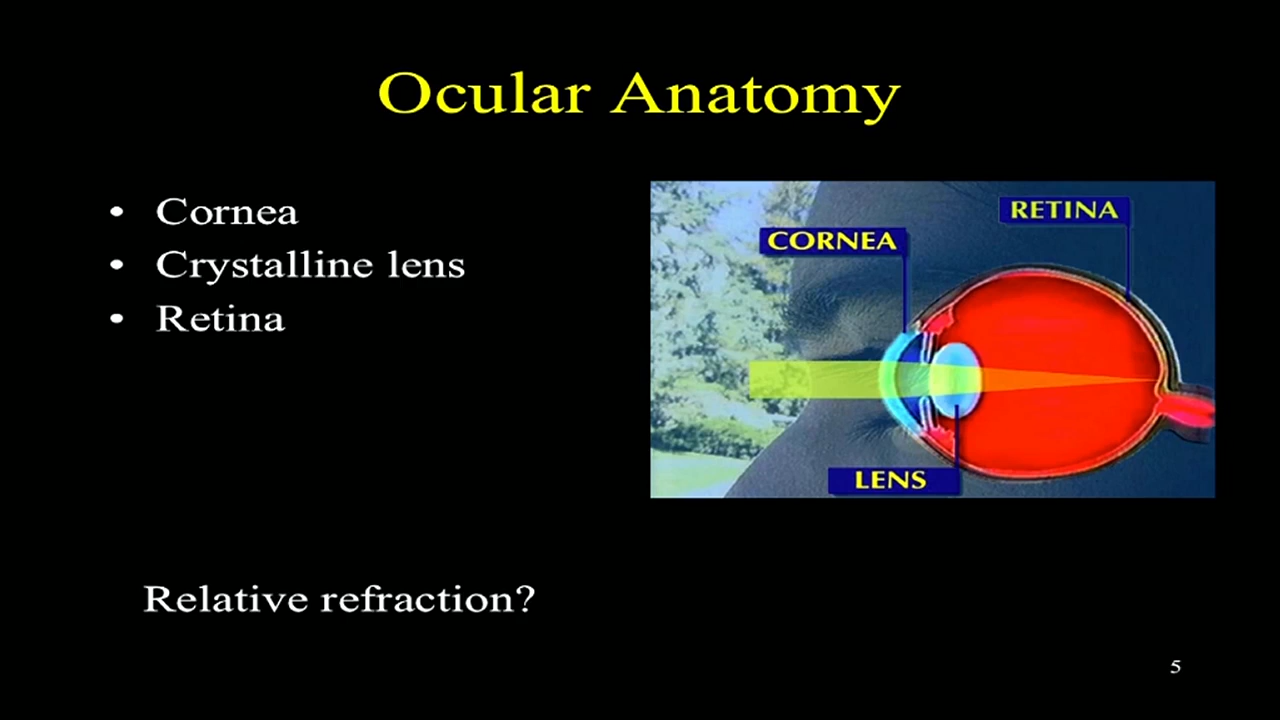 Ocular Anatomy
• Cornea
• Crystalline lens
• Retina
RETINA
CORNEA
LENS
Relative refraction?
5